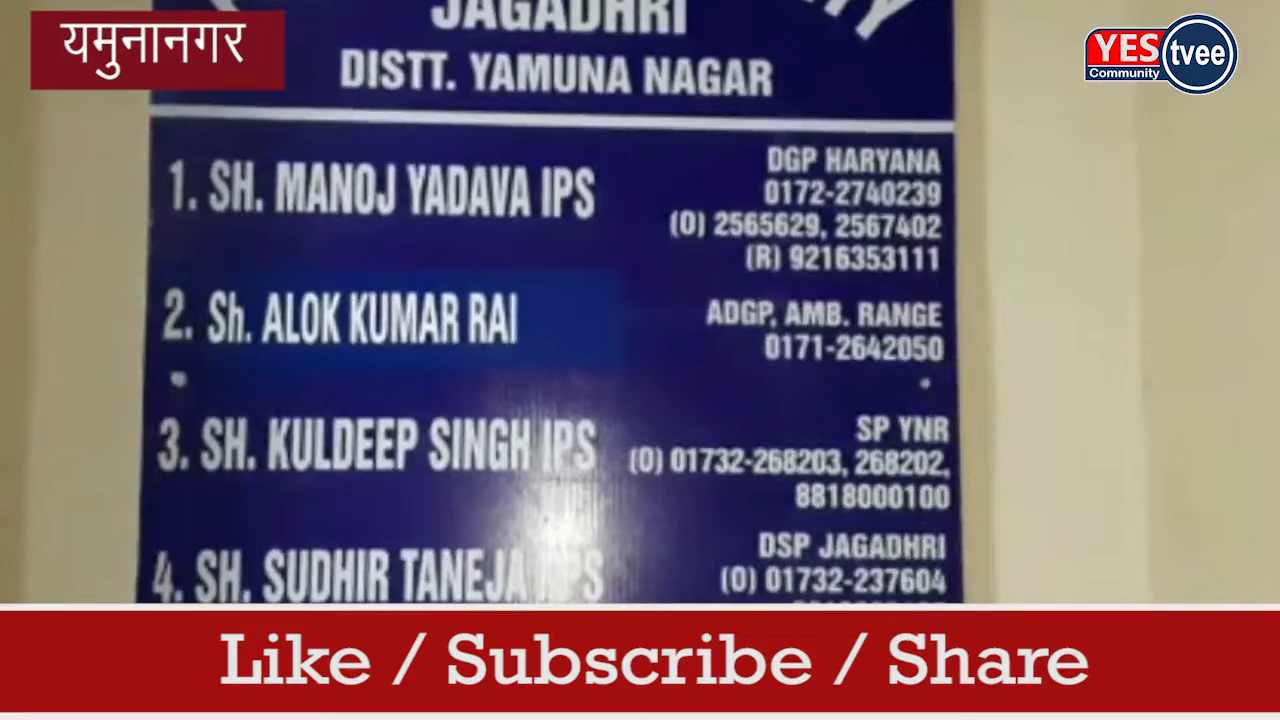 यमुनानगर
YES tvee
Community
JAGADHRI
DISTT. YAMUNA NAGAR
1. SH. MANOJ YADAVA IPS
DGP HARYANA
0172-2740239
(O) 2565629, 2567402
(R) 9216353111
2. Sh. ALOK KUMAR RAI
ADGP, AMB. RANGE
0171-2642050
3. SH. KULDEEP SINGH IPS
SP YNR
(O) 01732-268203, 268202,
8818000100
4. SH. SUDHIR TANEJA
DSP JAGADHRI
(O) 01732-237604
Like / Subscribe / Share